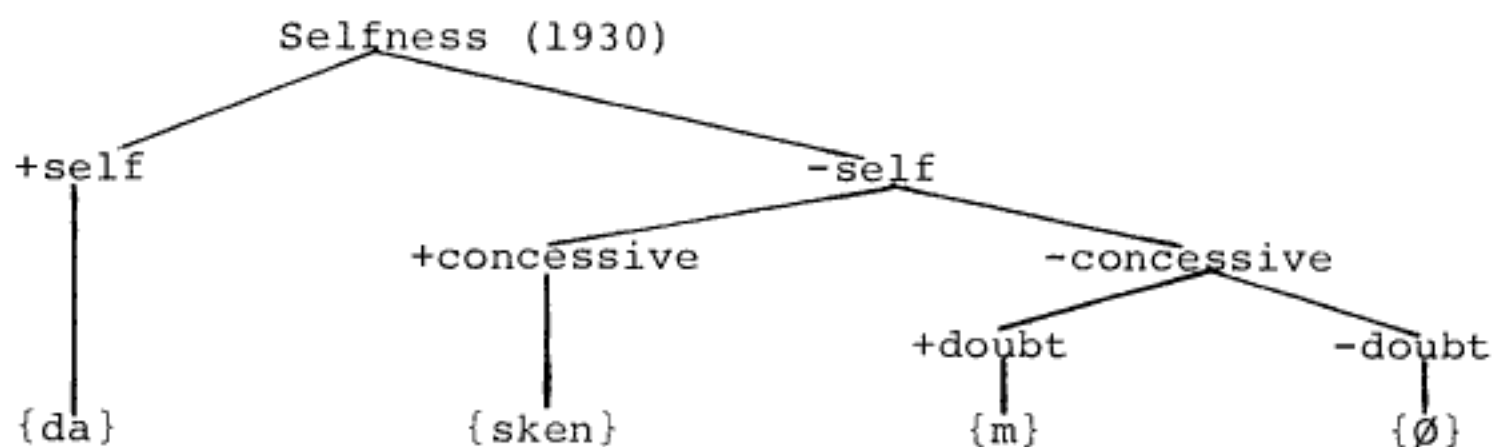 Selfness (1930)
+self -self
+concessive -concessive
+doubt -doubt
{da} {sken} {m} {Ø}